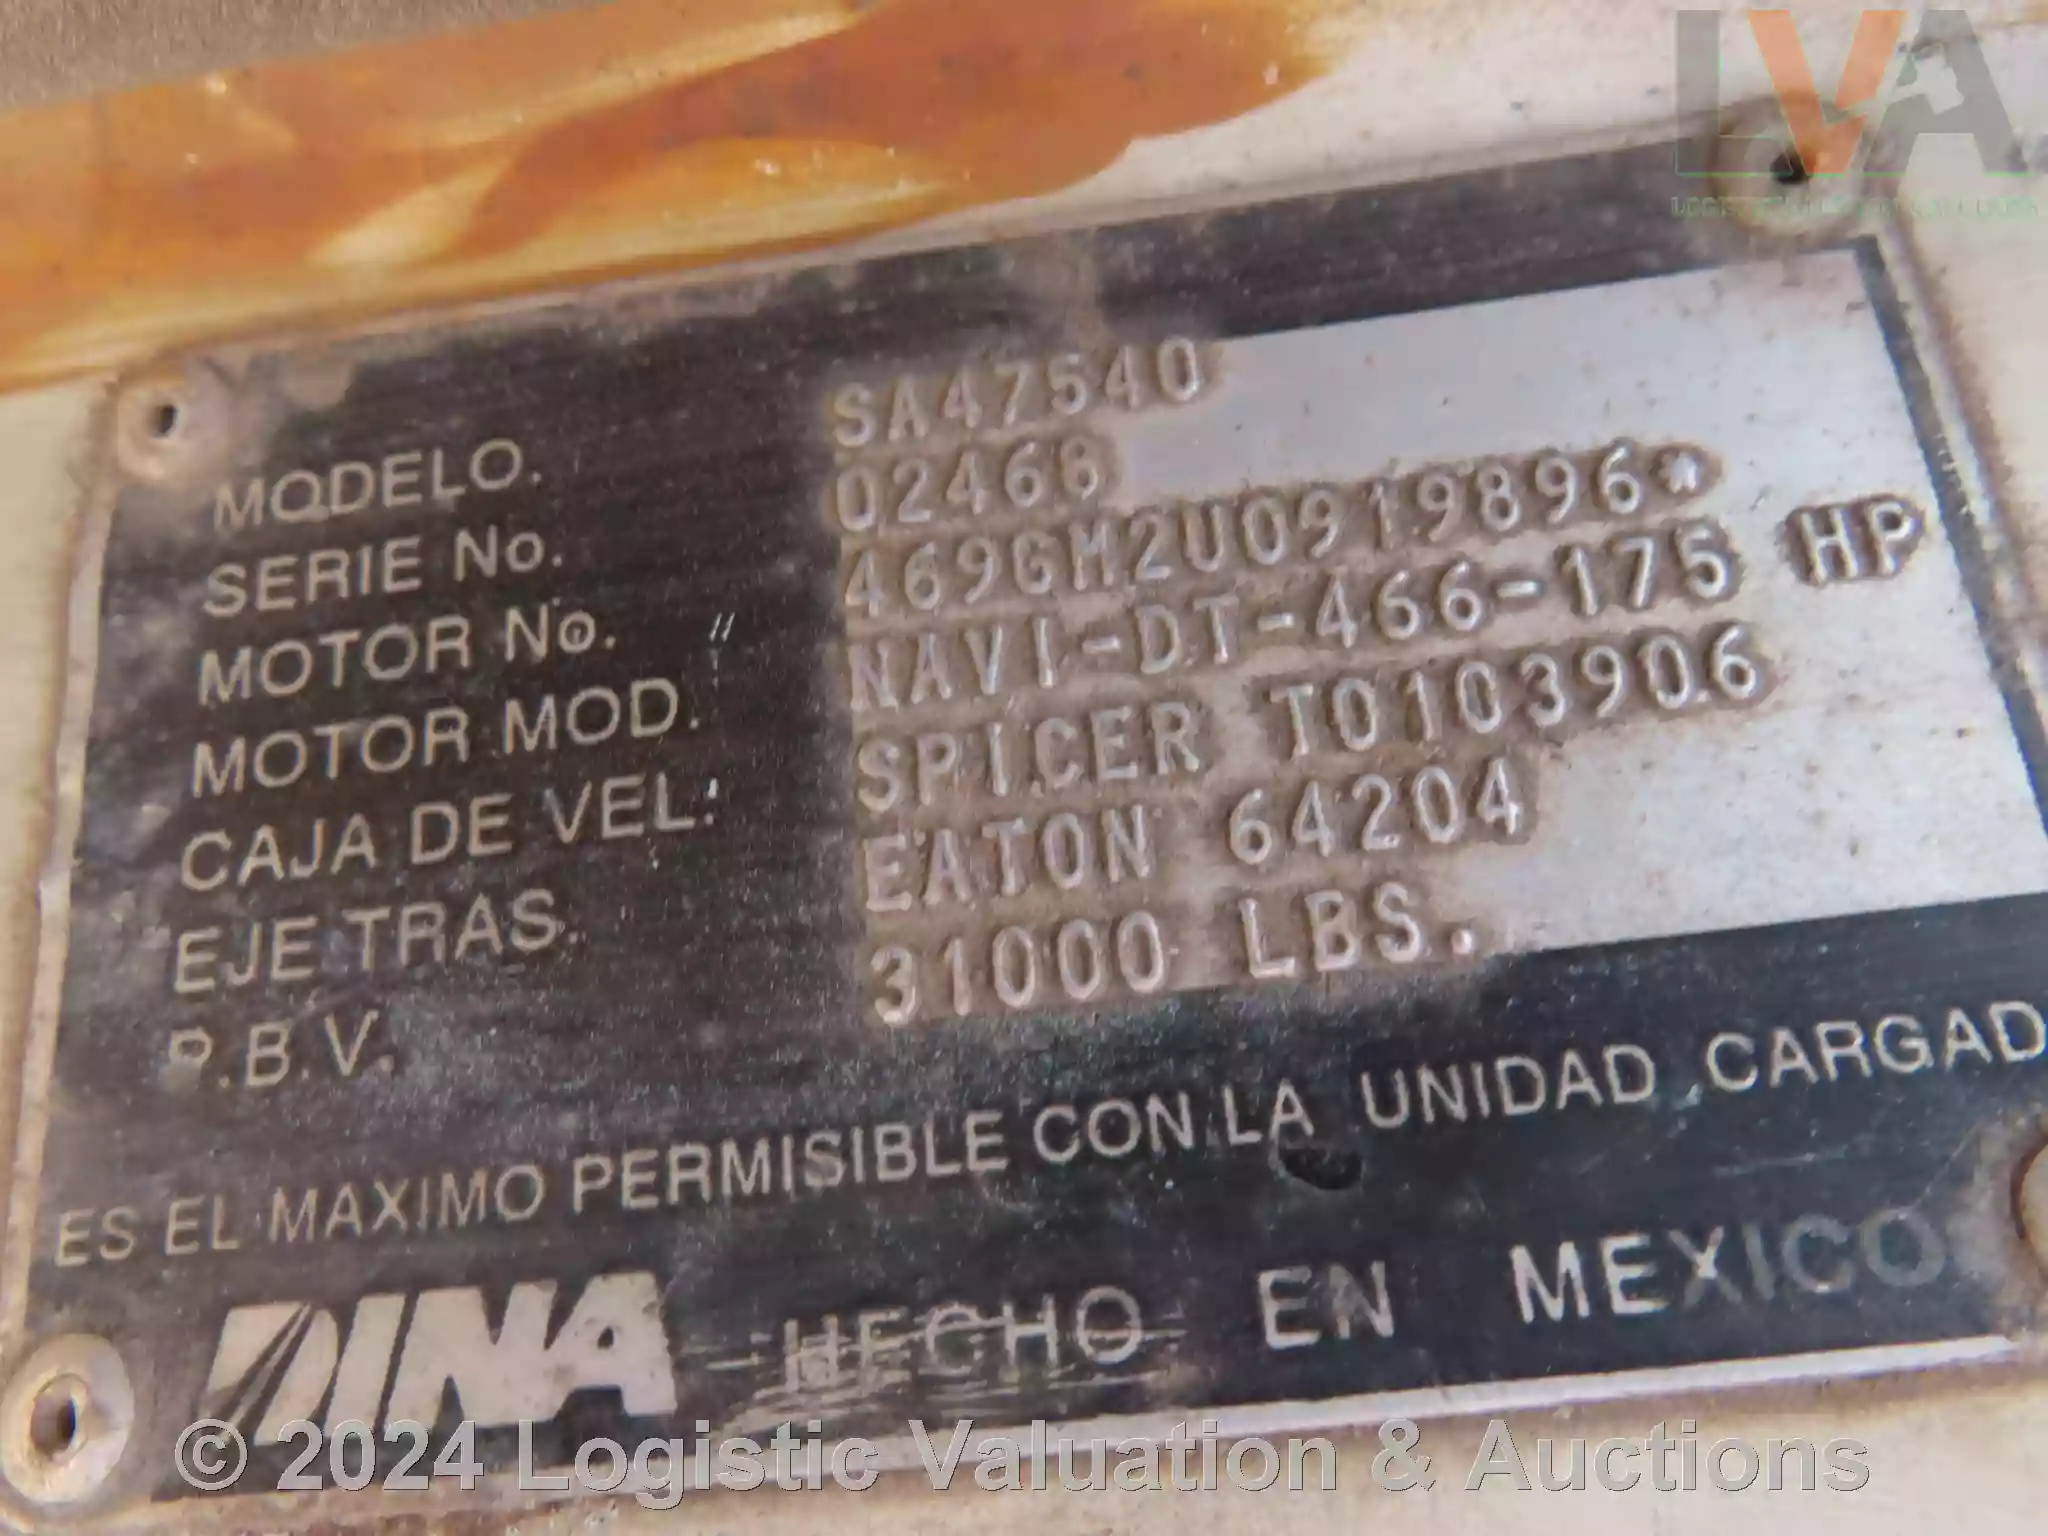 LVA
MODELO. SA47540
SERIE No. 02468
MOTOR No. 469GM2U0919896*
MOTOR MOD. NAVI-DT-466-175 HP
CAJA DE VEL: SPICER T0103906
EJE TRAS. EATON 64204
P.B.V. 31000 LBS.
ES EL MAXIMO PERMISIBLE CON LA UNIDAD CARGAD
DINA HECHO EN MEXICO
© 2024 Logistic Valuation & Auctions